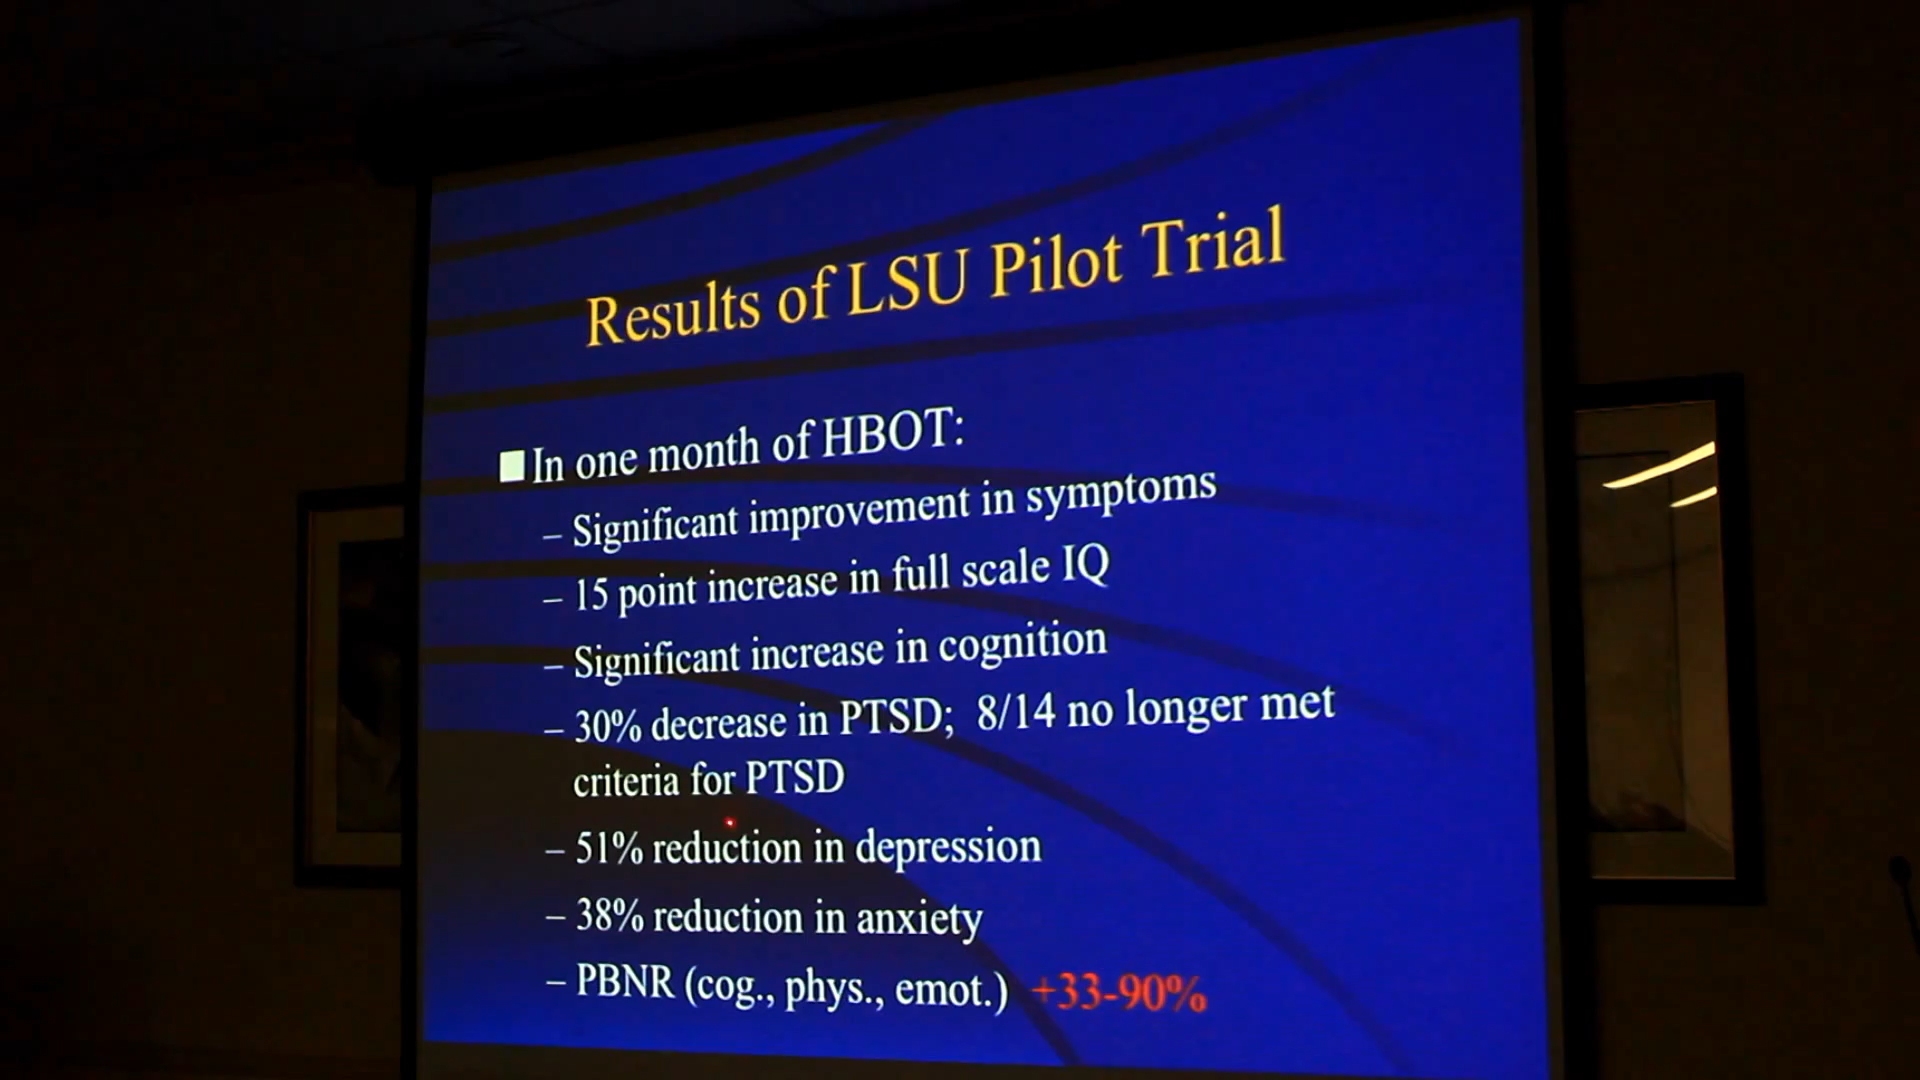 Results of LSU Pilot Trial
■ In one month of HBOT:
– Significant improvement in symptoms
– 15 point increase in full scale IQ
– Significant increase in cognition
– 30% decrease in PTSD; 8/14 no longer met
criteria for PTSD
– 51% reduction in depression
– 38% reduction in anxiety
– PBNR (cog., phys., emot.) +33-90%